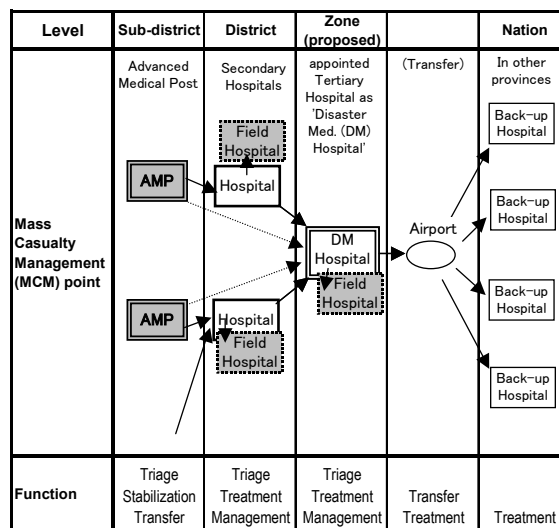 Level
Sub-district
District
Zone
(proposed)
Nation
Mass
Casualty
Management
(MCM) point
Advanced
Medical Post
AMP
AMP
Secondary
Hospitals
Field
Hospital
Hospital
Hospital
Field
Hospital
appointed
Tertiary
Hospital as
'Disaster
Med. (DM)
Hospital'
DM
Hospital
Field
Hospital
(Transfer)
Airport
In other
provinces
Back-up
Hospital
Back-up
Hospital
Back-up
Hospital
Back-up
Hospital
Function
Triage
Stabilization
Transfer
Triage
Treatment
Management
Triage
Treatment
Management
Transfer
Treatment
Treatment